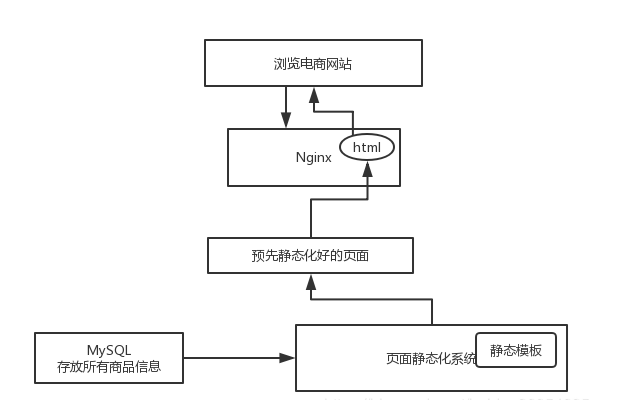 浏览电商网站
Nginx
html
预先静态化好的页面
MySQL
存放所有商品信息
页面静态化系统
静态模板